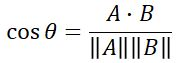 cos θ = A · B / ‖A‖‖B‖